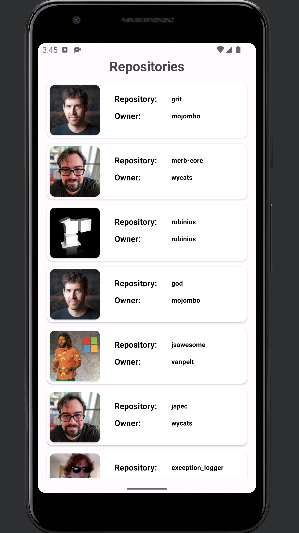 3:45
Repositories
Repository: grit
Owner: mojombo
Repository: merb-core
Owner: wycats
Repository: rubinius
Owner: rubinius
Repository: god
Owner: mojombo
Repository: jsawesome
Owner: vanpelt
Repository: jspec
Owner: wycats
Repository: exception_logger